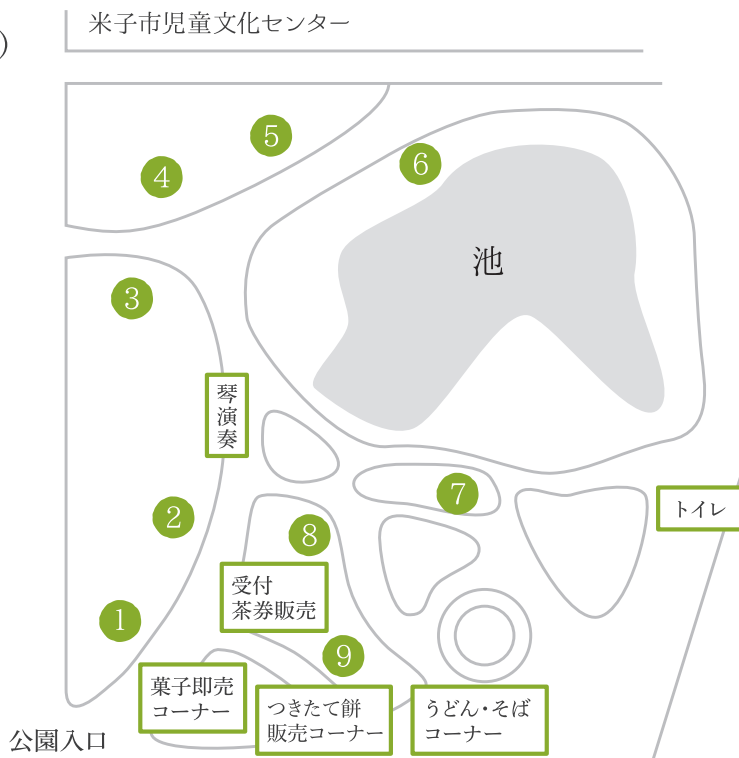 米子市児童文化センター
)
5
4
6
池
3
琴演奏
7
トイレ
2
8
受付
茶券販売
1
9
菓子即売
コーナー
つきたて餅
販売コーナー
うどん・そば
コーナー
公園入口